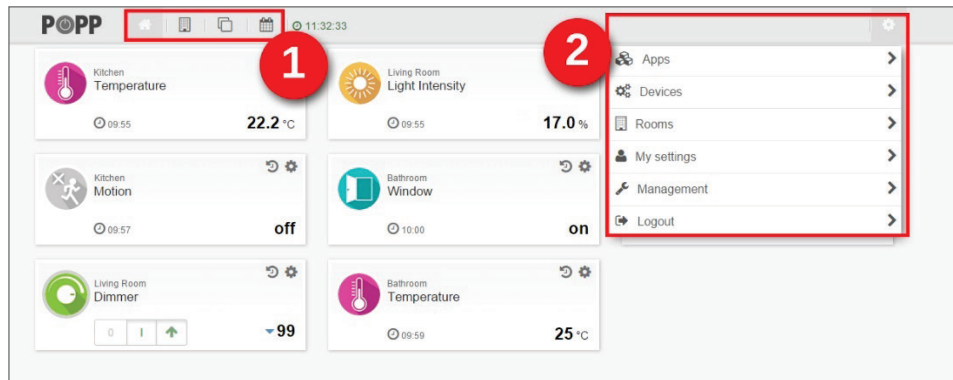 POPP
11:32:33
1
2
Kitchen
Temperature
09:55
22.2 °C
Living Room
Light Intensity
09:55
17.0 %
Apps
Devices
Rooms
My settings
Management
Logout
Kitchen
Motion
09:57
off
Bathroom
Window
10:00
on
Living Room
Dimmer
0 I
99
Bathroom
Temperature
09:59
25 °C